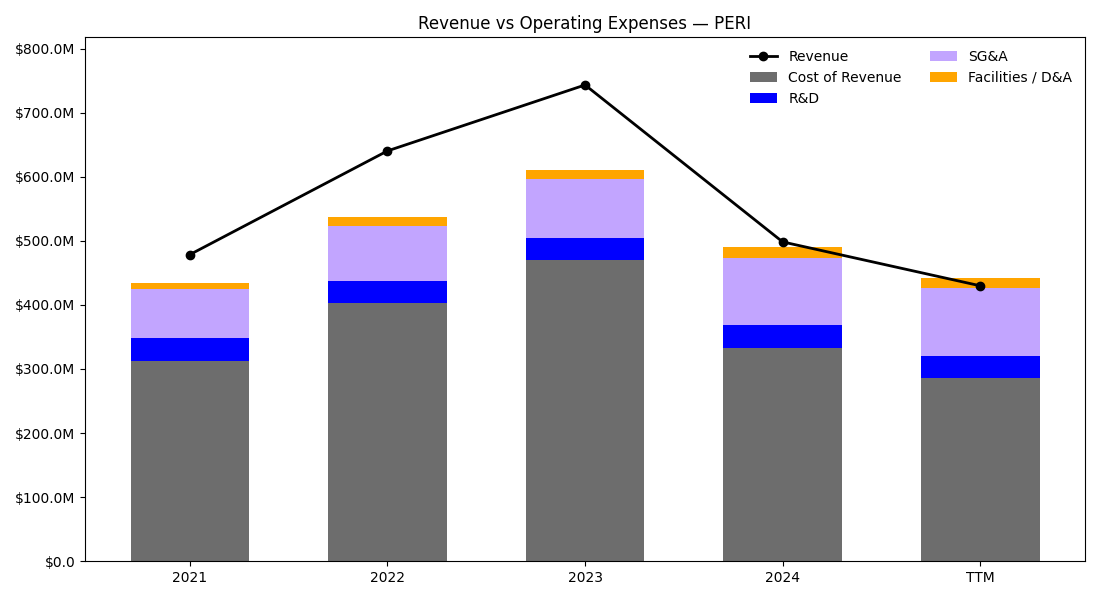 Revenue vs Operating Expenses — PERI
$800.0M
$700.0M
$600.0M
$500.0M
$400.0M
$300.0M
$200.0M
$100.0M
$0.0
Revenue
Cost of Revenue
R&D
SG&A
Facilities / D&A
2021
2022
2023
2024
TTM